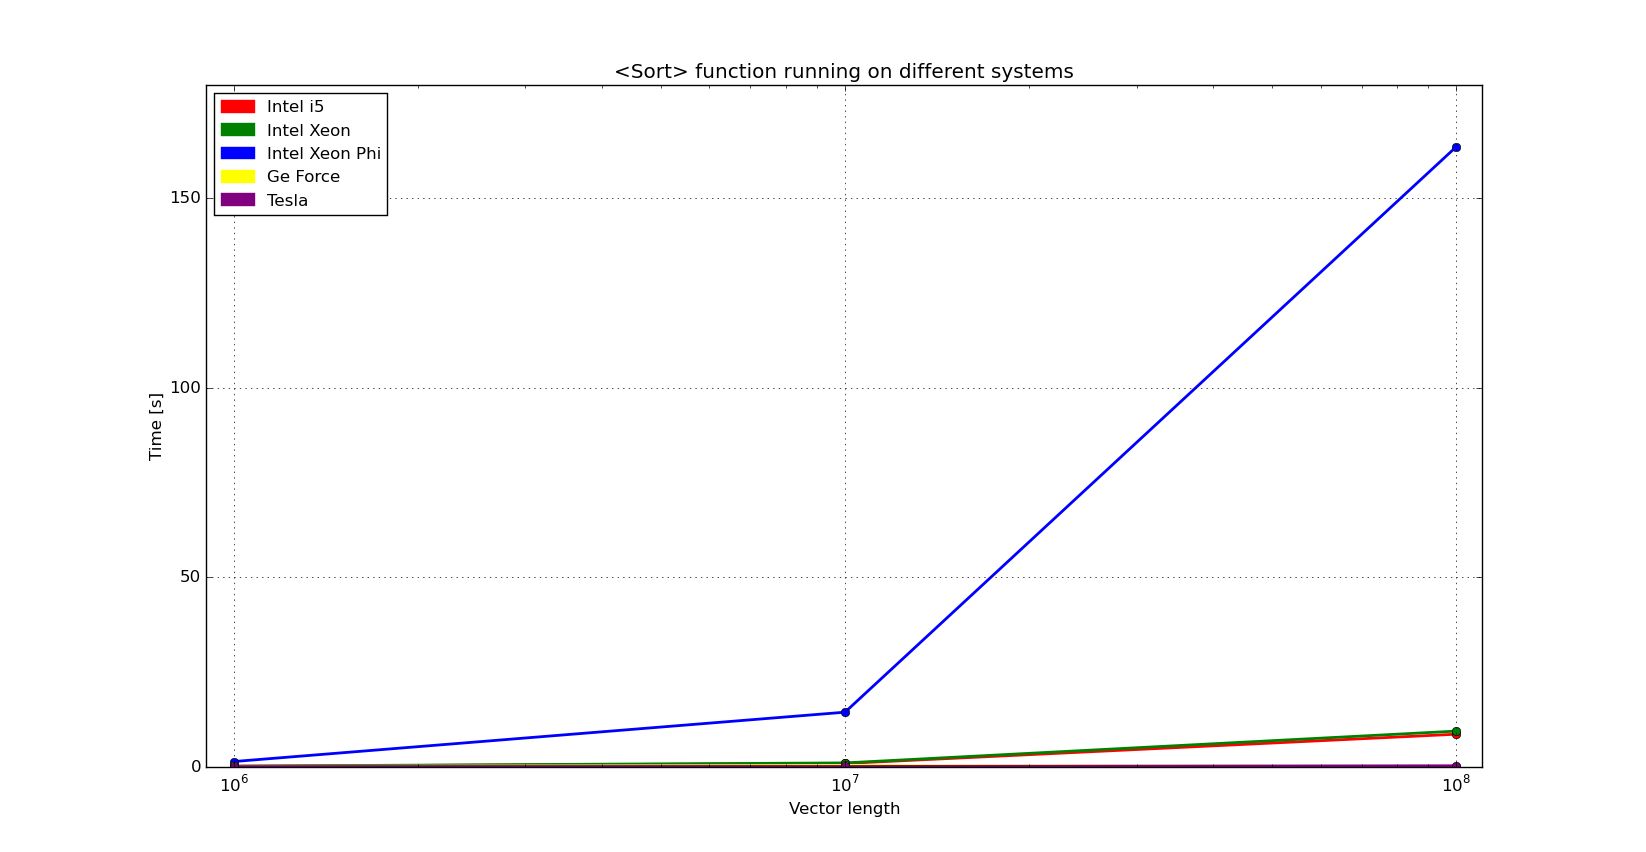 <Sort> function running on different systems
Intel i5
Intel Xeon
Intel Xeon Phi
Ge Force
Tesla
150
100
50
0
Time [s]
10^6 10^7 10^8
Vector length